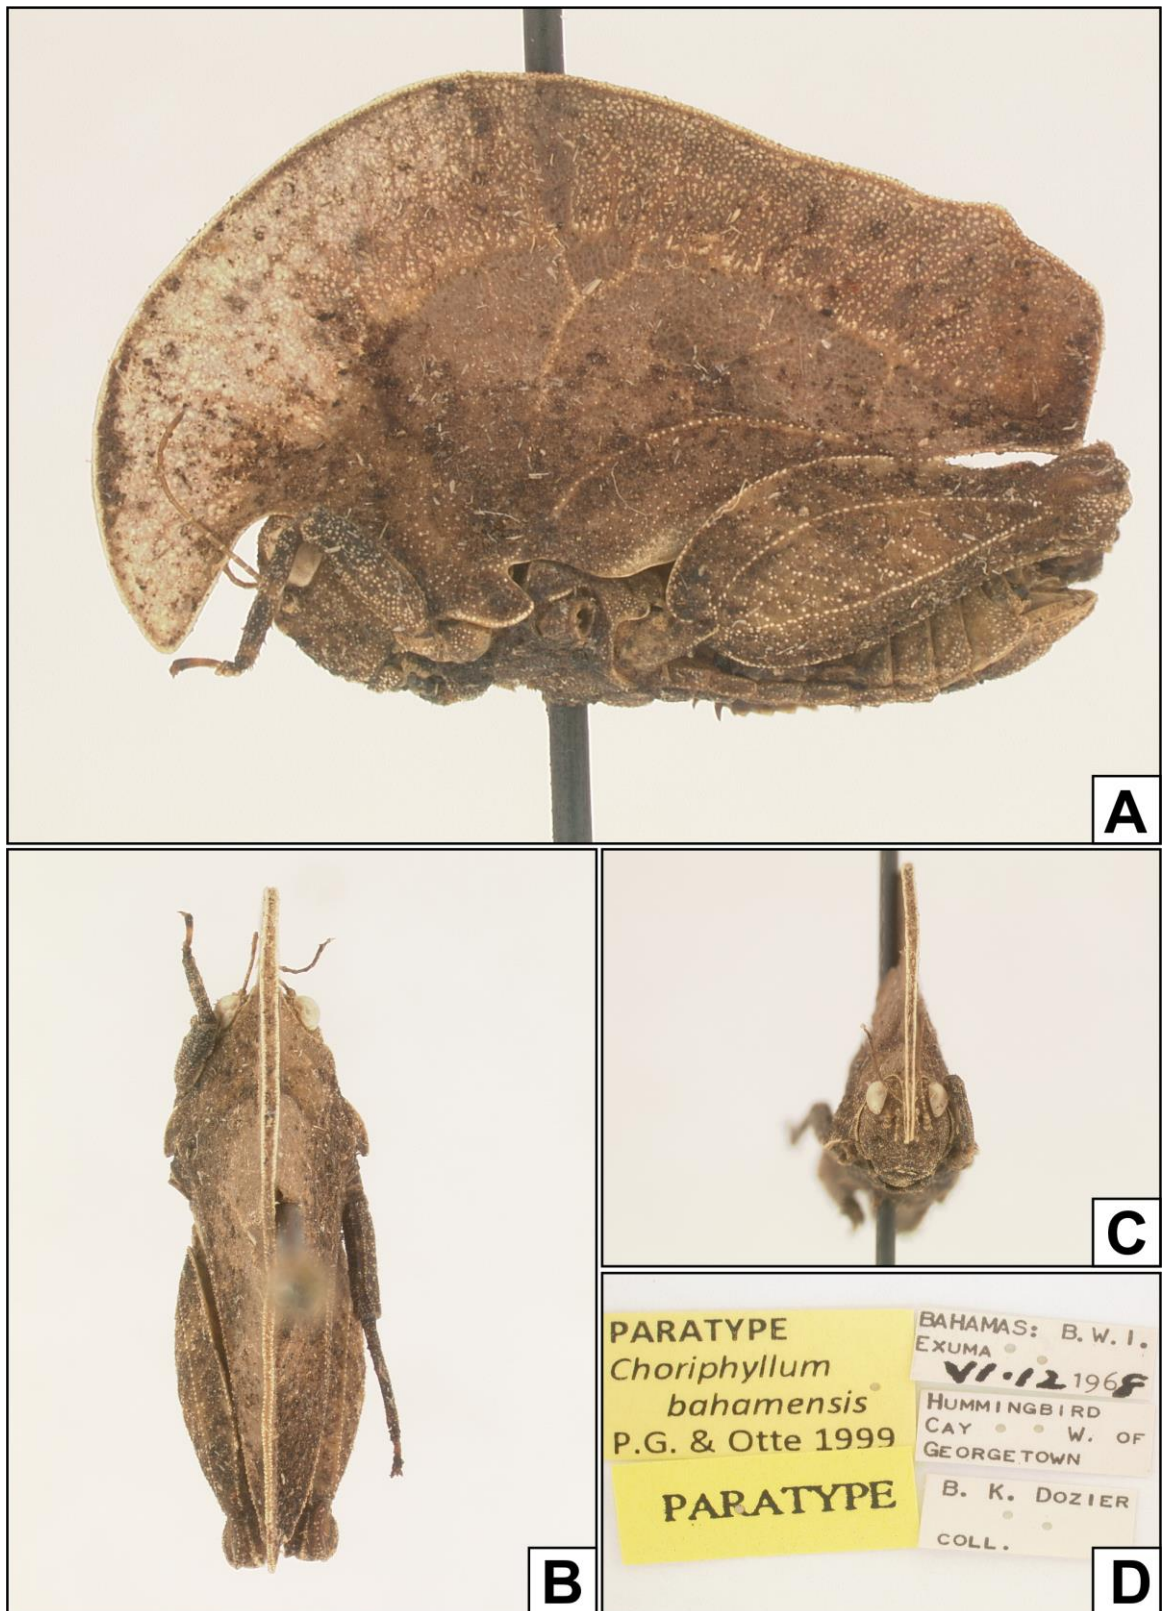 A
B
C
PARATYPE
Choriphyllum
bahamensis
P.G. & Otte 1999
PARATYPE
BAHAMAS: B.W.I.
EXUMA
VI.12 1968
HUMMINGBIRD
CAY W. OF
GEORGETOWN
B. K. DOZIER
COLL.
D